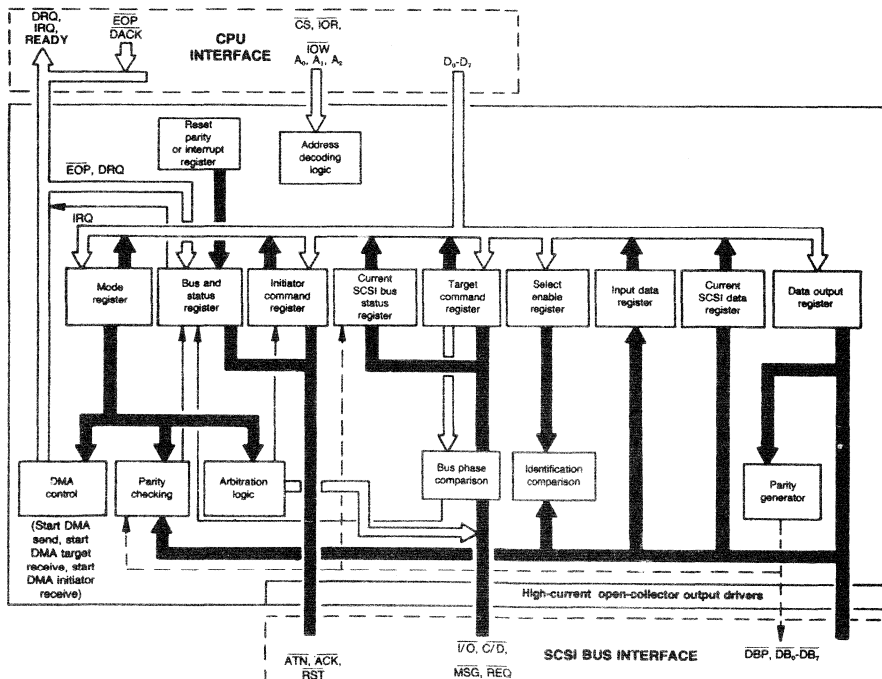 DRQ,
IRQ,
READY
EOP
DACK
CPU
INTERFACE
CS, IOR,
IOW
A₀, A₁, A₂
D₀-D₇
Reset
parity
or interrupt
register
Address
decoding
logic
EOP, DRQ
IRQ
Mode
register
Bus and
status
register
Initiator
command
register
Current
SCSI bus
status
register
Target
command
register
Select
enable
register
Input data
register
Current
SCSI data
register
Data output
register
DMA
control
Parity
checking
Arbitration
logic
Bus phase
comparison
Identification
comparison
Parity
generator
(Start DMA
send, start
DMA target
receive, start
DMA initiator
receive)
High-current open-collector output drivers
ATN, ACK,
RST
I/O, C/D,
MSG, REQ
SCSI BUS INTERFACE
DBP, DB₀-DB₇